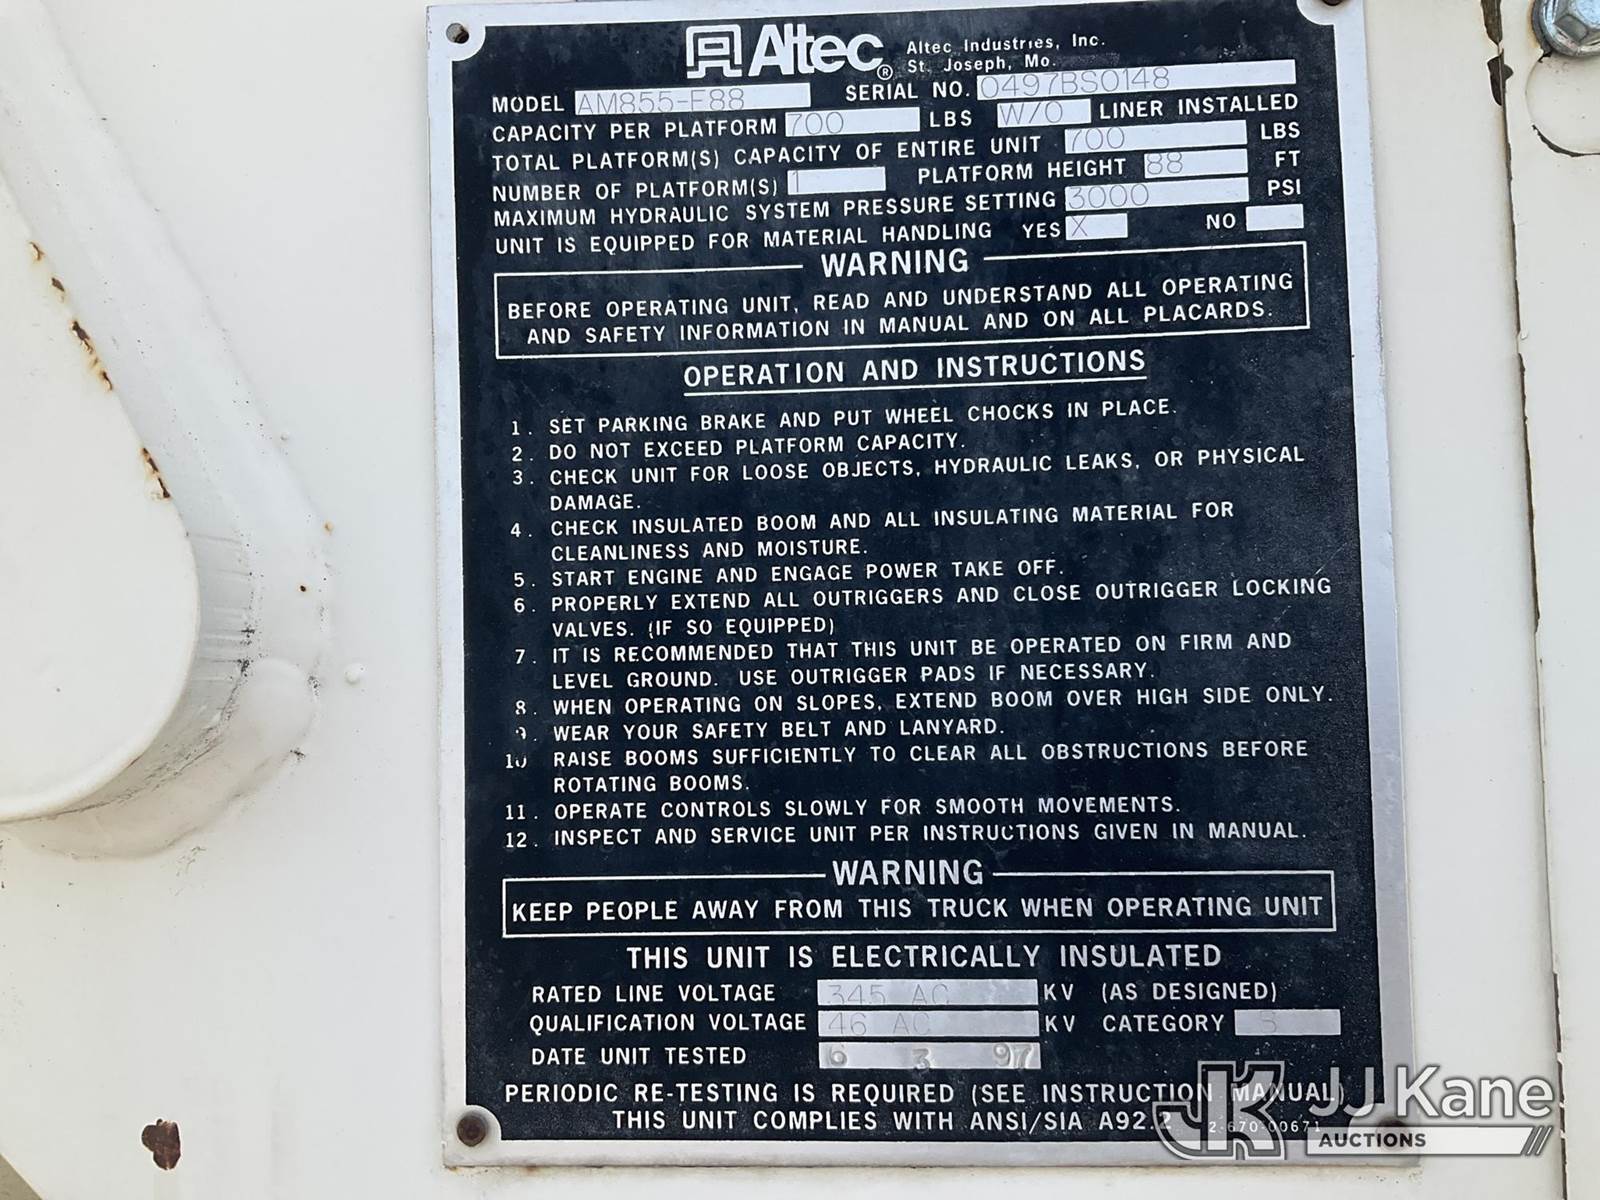 Altec® Altec Industries, Inc.
St. Joseph, Mo.
MODEL AM855-E88 SERIAL NO. 0497BS0148
CAPACITY PER PLATFORM 700 LBS W/O LINER INSTALLED
TOTAL PLATFORM(S) CAPACITY OF ENTIRE UNIT 700 LBS
NUMBER OF PLATFORM(S) 1 PLATFORM HEIGHT 88 FT
MAXIMUM HYDRAULIC SYSTEM PRESSURE SETTING 3000 PSI
UNIT IS EQUIPPED FOR MATERIAL HANDLING YES X NO
WARNING
BEFORE OPERATING UNIT, READ AND UNDERSTAND ALL OPERATING
AND SAFETY INFORMATION IN MANUAL AND ON ALL PLACARDS.
OPERATION AND INSTRUCTIONS
1. SET PARKING BRAKE AND PUT WHEEL CHOCKS IN PLACE.
2. DO NOT EXCEED PLATFORM CAPACITY.
3. CHECK UNIT FOR LOOSE OBJECTS, HYDRAULIC LEAKS, OR PHYSICAL
DAMAGE.
4. CHECK INSULATED BOOM AND ALL INSULATING MATERIAL FOR
CLEANLINESS AND MOISTURE.
5. START ENGINE AND ENGAGE POWER TAKE OFF.
6. PROPERLY EXTEND ALL OUTRIGGERS AND CLOSE OUTRIGGER LOCKING
VALVES. (IF SO EQUIPPED)
7. IT IS RECOMMENDED THAT THIS UNIT BE OPERATED ON FIRM AND
LEVEL GROUND. USE OUTRIGGER PADS IF NECESSARY.
8. WHEN OPERATING ON SLOPES, EXTEND BOOM OVER HIGH SIDE ONLY.
9. WEAR YOUR SAFETY BELT AND LANYARD.
10 RAISE BOOMS SUFFICIENTLY TO CLEAR ALL OBSTRUCTIONS BEFORE
ROTATING BOOMS.
11. OPERATE CONTROLS SLOWLY FOR SMOOTH MOVEMENTS.
12. INSPECT AND SERVICE UNIT PER INSTRUCTIONS GIVEN IN MANUAL.
WARNING
KEEP PEOPLE AWAY FROM THIS TRUCK WHEN OPERATING UNIT
THIS UNIT IS ELECTRICALLY INSULATED
RATED LINE VOLTAGE 345 AC KV (AS DESIGNED)
QUALIFICATION VOLTAGE 46 AC KV CATEGORY
DATE UNIT TESTED 6 3 97
PERIODIC RE-TESTING IS REQUIRED (SEE INSTRUCTION MANUAL)
THIS UNIT COMPLIES WITH ANSI/SIA A92.2
JJ Kane
AUCTIONS